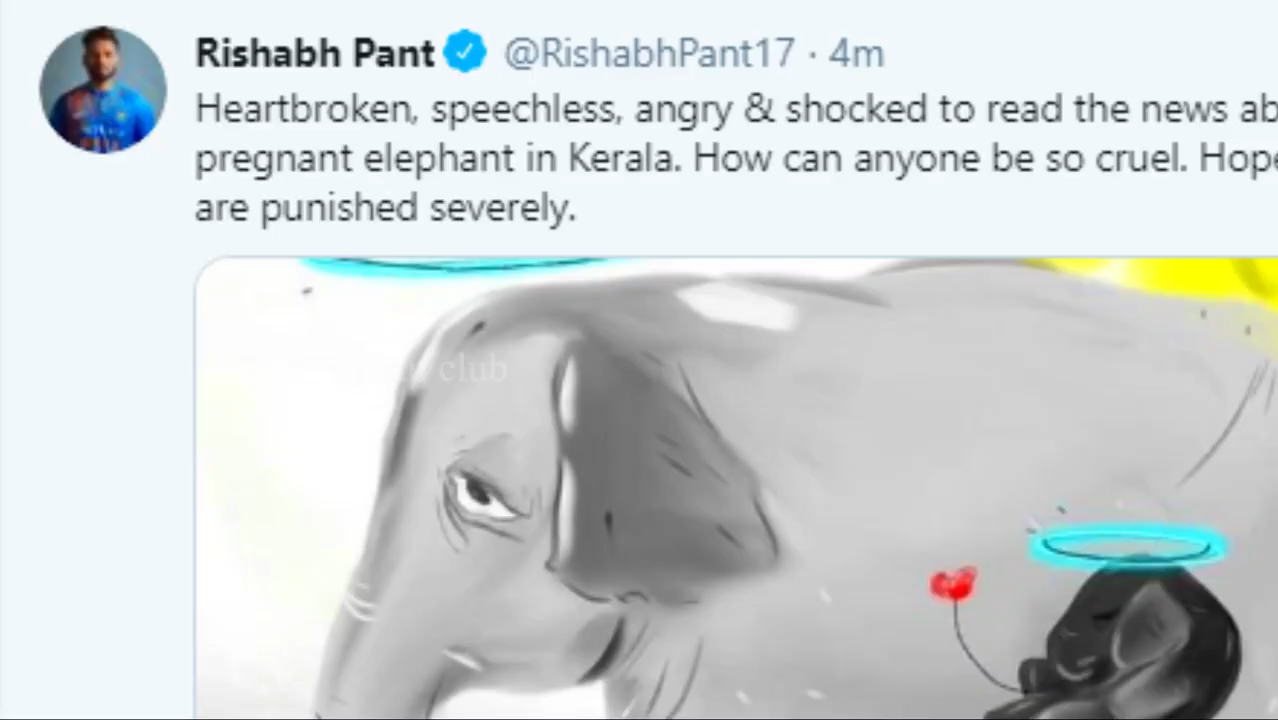 Rishabh Pant @RishabhPant17 · 4m
Heartbroken, speechless, angry & shocked to read the news ab
pregnant elephant in Kerala. How can anyone be so cruel. Hope
are punished severely.
club